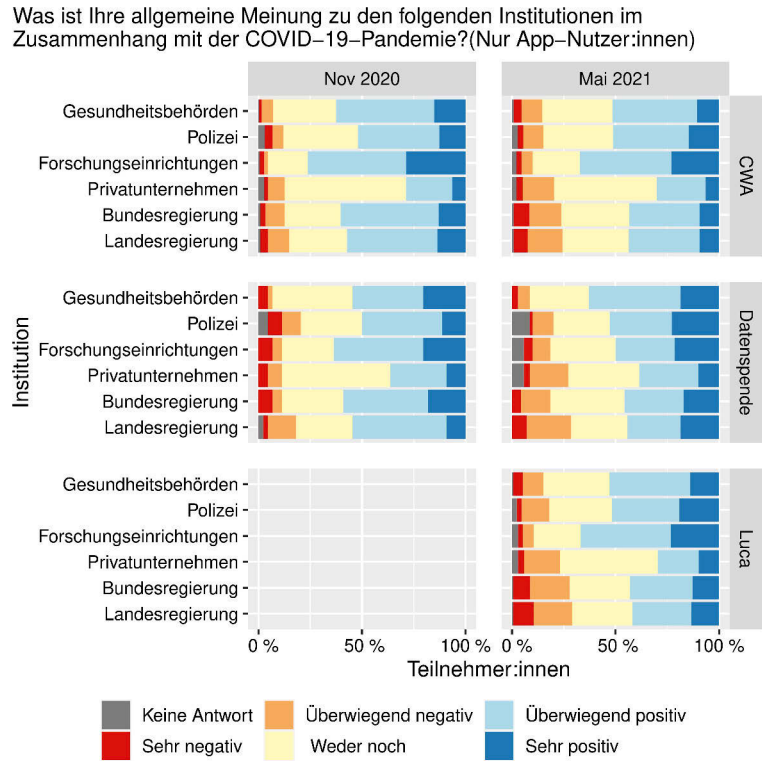 Was ist Ihre allgemeine Meinung zu den folgenden Institutionen im
Zusammenhang mit der COVID−19−Pandemie?(Nur App−Nutzer:innen)
Nov 2020
Mai 2021
Gesundheitsbehörden
Polizei
Forschungseinrichtungen
Privatunternehmen
Bundesregierung
Landesregierung
CWA
Gesundheitsbehörden
Polizei
Forschungseinrichtungen
Privatunternehmen
Bundesregierung
Landesregierung
Datenspende
Institution
Gesundheitsbehörden
Polizei
Forschungseinrichtungen
Privatunternehmen
Bundesregierung
Landesregierung
Luca
0 % 50 % 100 % 0 % 50 % 100 %
Teilnehmer:innen
Keine Antwort Überwiegend negativ Überwiegend positiv
Sehr negativ Weder noch Sehr positiv